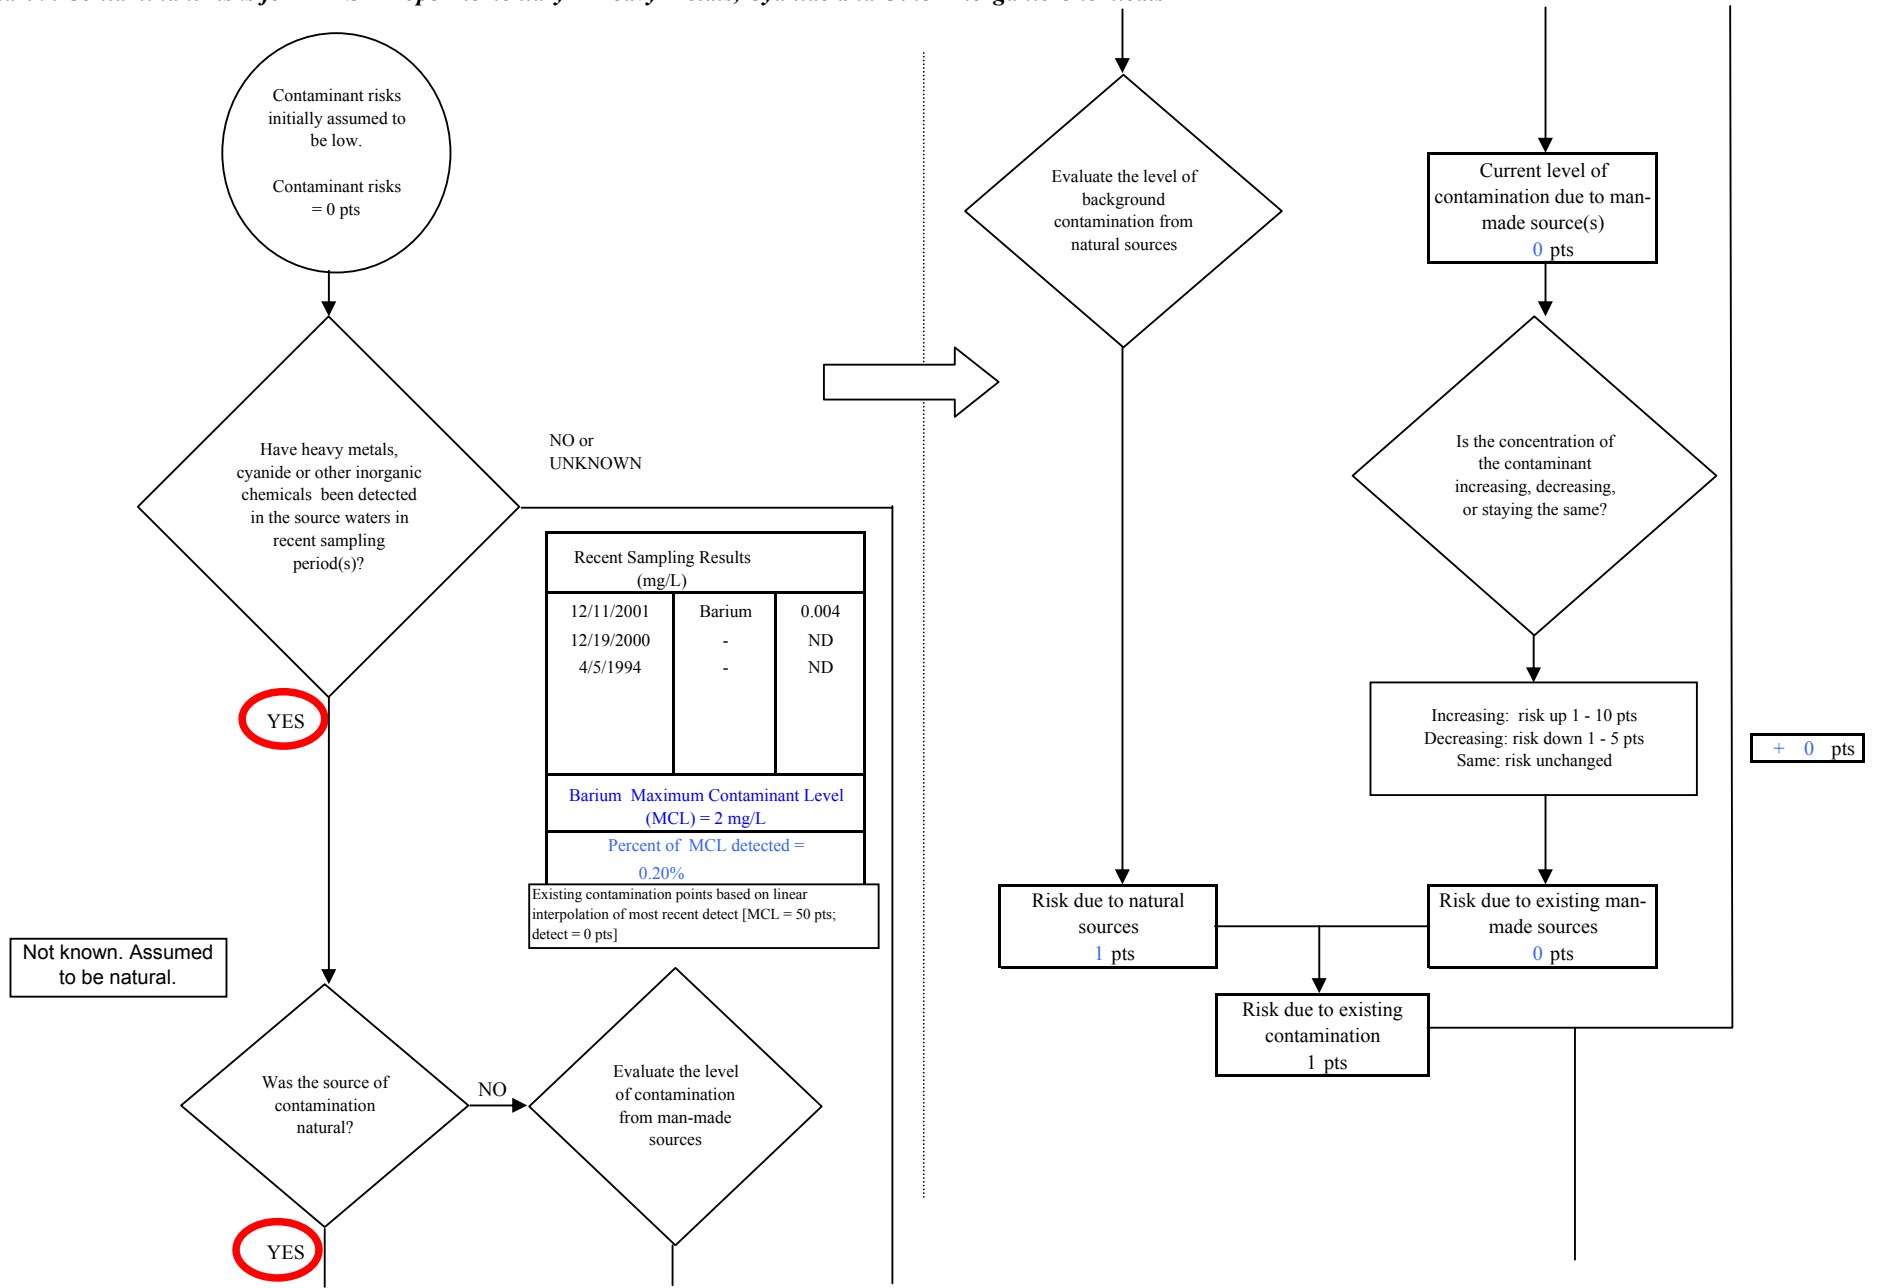 Contaminant risks
initially assumed to
be low.
Contaminant risks
= 0 pts
Have heavy metals,
cyanide or other inorganic
chemicals been detected
in the source waters in
recent sampling
period(s)?
NO or
UNKNOWN
YES
Recent Sampling Results
(mg/L)
12/11/2001 Barium 0.004
12/19/2000 - ND
4/5/1994 - ND
Barium Maximum Contaminant Level
(MCL) = 2 mg/L
Percent of MCL detected =
0.20%
Existing contamination points based on linear
interpolation of most recent detect [MCL = 50 pts;
detect = 0 pts]
Not known. Assumed
to be natural.
Was the source of
contamination
natural?
NO
YES
Evaluate the level
of contamination
from man-made
sources
Evaluate the level of
background
contamination from
natural sources
Current level of
contamination due to man-
made source(s)
0 pts
Is the concentration of
the contaminant
increasing, decreasing,
or staying the same?
Increasing: risk up 1 - 10 pts
Decreasing: risk down 1 - 5 pts
Same: risk unchanged
+ 0 pts
Risk due to natural
sources
1 pts
Risk due to existing man-
made sources
0 pts
Risk due to existing
contamination
1 pts